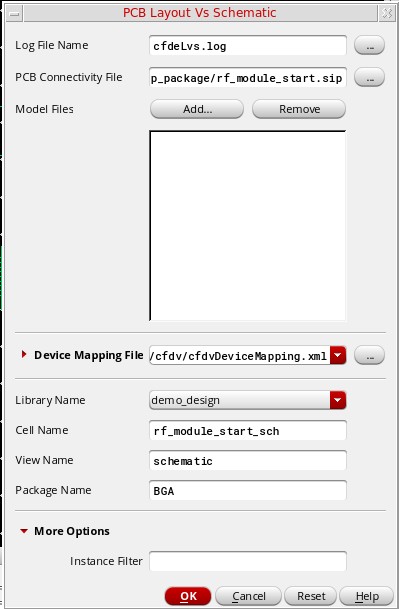 PCB Layout Vs Schematic
Log File Name cfdeLvs.log ...
PCB Connectivity File p_package/rf_module_start.sip ...
Model Files Add... Remove
Device Mapping File /cfdv/cfdvDeviceMapping.xml ...
Library Name demo_design
Cell Name rf_module_start_sch
View Name schematic
Package Name BGA
More Options
Instance Filter
OK Cancel Reset Help